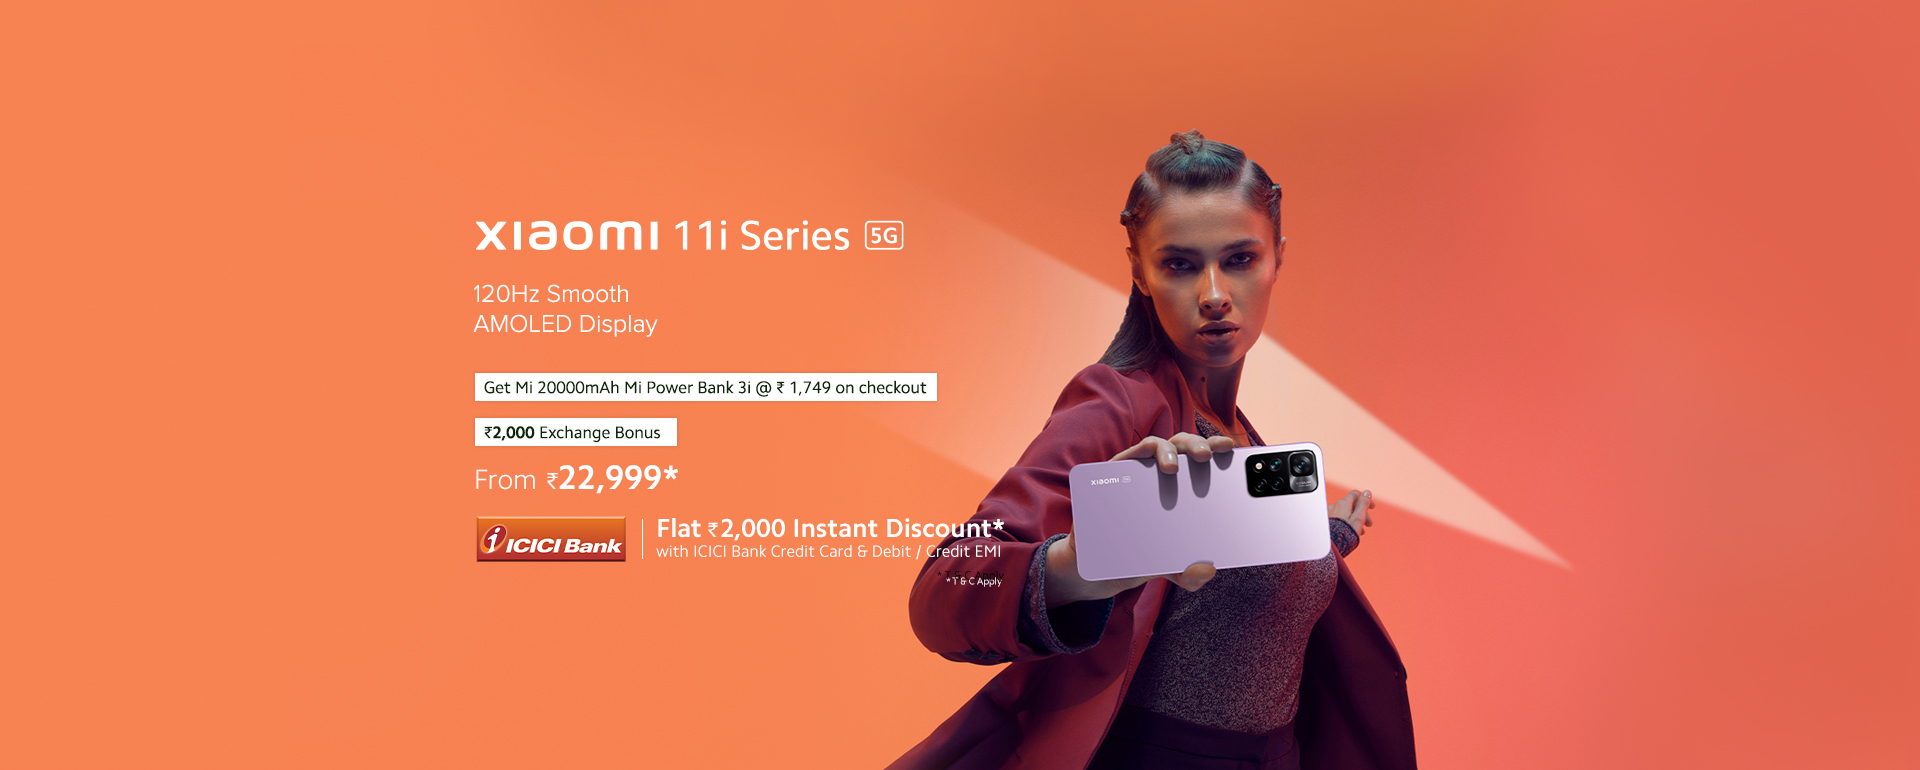 xiaomi 11i Series 5G
120Hz Smooth
AMOLED Display
Get Mi 20000mAh Mi Power Bank 3i @ ₹ 1,749 on checkout
₹2,000 Exchange Bonus
From ₹22,999*
i ICICI Bank
Flat ₹2,000 Instant Discount*
with ICICI Bank Credit Card & Debit / Credit EMI
* T & C Apply
* T & C Apply
xiaomi 5G